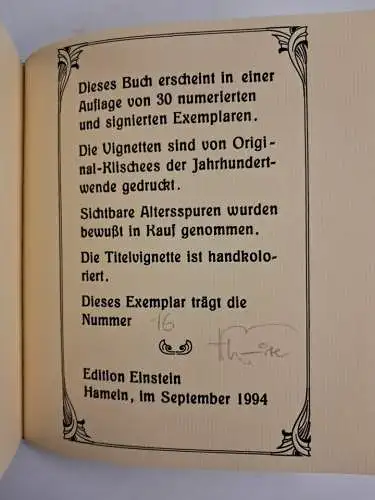 Dieses Buch erscheint in einer
Auflage von 30 numerierten
und signierten Exemplaren.
Die Vignetten sind von Origi-
nal-Klischees der Jahrhundert-
wende gedruckt.
Sichtbare Altersspuren wurden
bewußt in Kauf genommen.
Die Titelvignette ist handkolo-
riert.
Dieses Exemplar trägt die
Nummer 16
Edition Einstein
Hameln, im September 1994